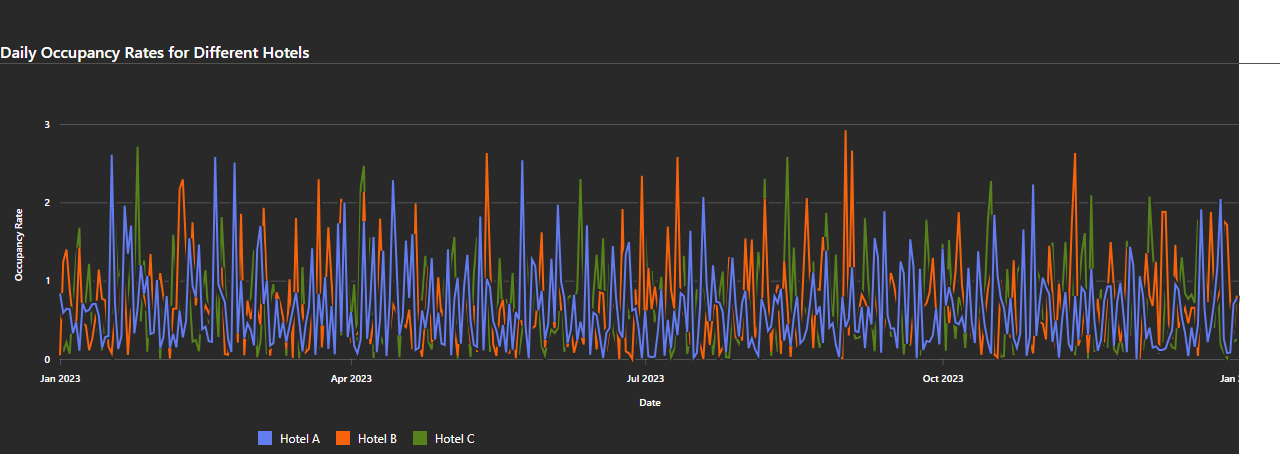 Daily Occupancy Rates for Different Hotels
3
2
1
0
Occupancy Rate
Jan 2023 Apr 2023 Jul 2023 Oct 2023 Jan
Date
Hotel A Hotel B Hotel C